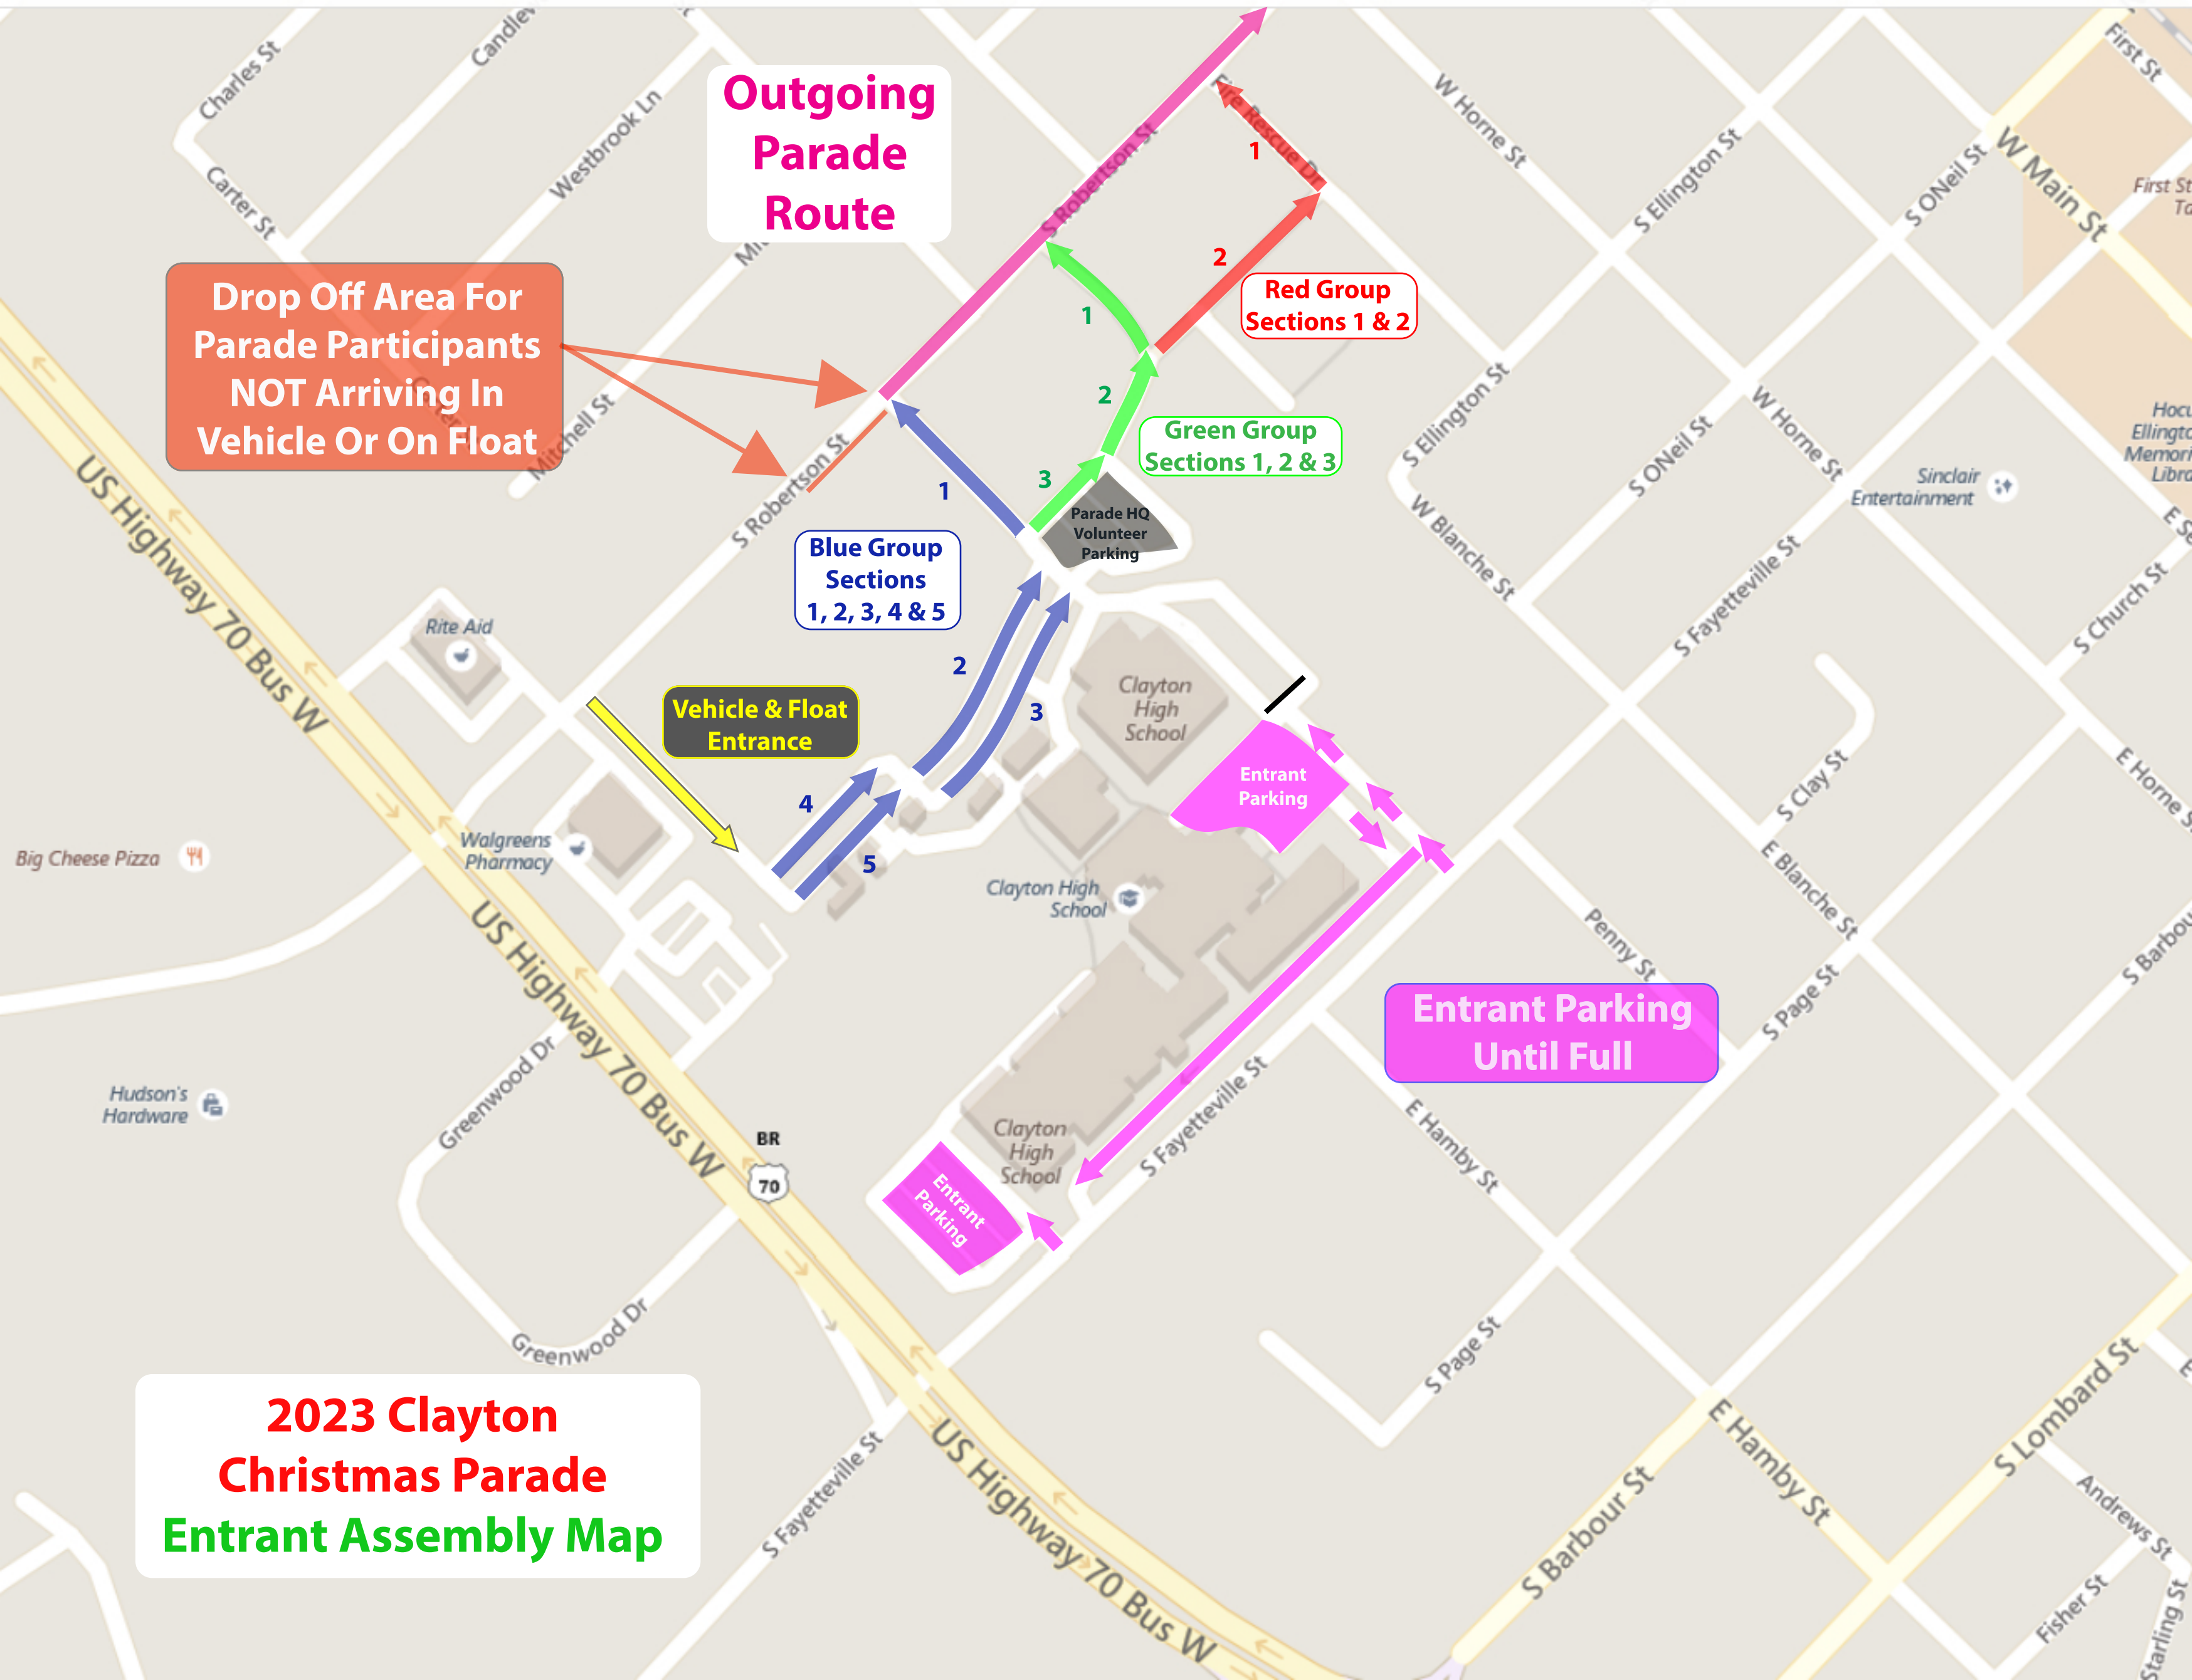 Charles St
Westbrook Ln
Carter St
Outgoing
Parade
Route
Fire Rescue Dr
S Robertson St
1
2
W Horne St
S Ellington St
S ONeil St
First St
W Main St
First St
Drop Off Area For
Parade Participants
NOT Arriving In
Vehicle Or On Float
Red Group
Sections 1 & 2
1
2
3
Green Group
Sections 1, 2 & 3
Mitchell St
S Robertson St
1
Parade HQ
Volunteer
Parking
Blue Group
Sections
1, 2, 3, 4 & 5
2
3
4
5
S Ellington St
W Blanche St
S ONeil St
W Horne St
Sinclair
Entertainment
S Fayetteville St
S Church St
US Highway 70 Bus W
Rite Aid
Vehicle & Float
Entrance
Clayton
High
School
Entrant
Parking
Walgreens
Pharmacy
Big Cheese Pizza
Clayton High
School
S Clay St
E Horne St
E Blanche St
Penny St
S Page St
US Highway 70 Bus W
Hudson's
Hardware
Greenwood Dr
Entrant Parking
Until Full
S Fayetteville St
E Hamby St
BR
70
Clayton
High
School
Entrant
Parking
Greenwood Dr
S Page St
2023 Clayton
Christmas Parade
Entrant Assembly Map
S Fayetteville St
US Highway 70 Bus W
S Barbour St
E Hamby St
S Lombard St
Andrews St
Fisher St
Starling St